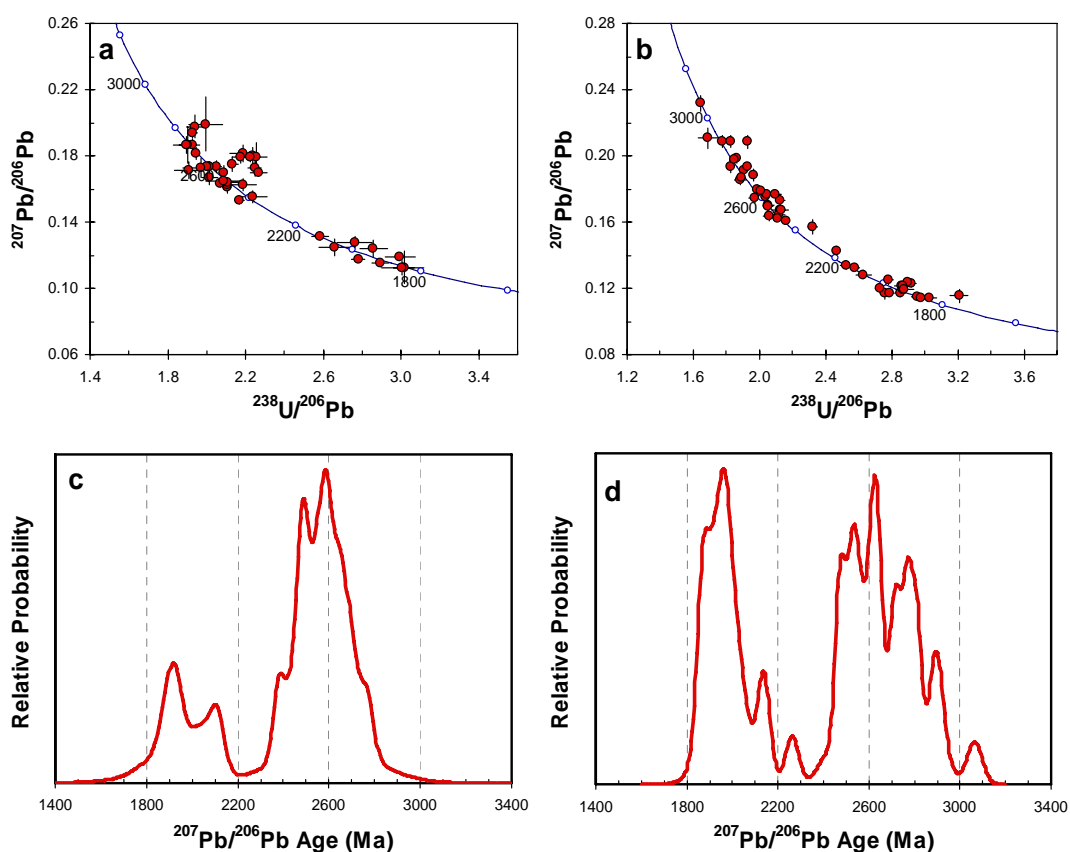 a
0.26
0.22
0.18
0.14
0.10
0.06
3000
2600
2200
1800
1.4 1.8 2.2 2.6 3.0 3.4
²³⁸U/²⁰⁶Pb
²⁰⁷Pb/²⁰⁶Pb
b
0.28
0.24
0.20
0.16
0.12
0.08
3000
2600
2200
1800
1.2 1.6 2.0 2.4 2.8 3.2 3.6
²³⁸U/²⁰⁶Pb
²⁰⁷Pb/²⁰⁶Pb
c
Relative Probability
1400 1800 2200 2600 3000 3400
²⁰⁷Pb/²⁰⁶Pb Age (Ma)
d
Relative Probability
1400 1800 2200 2600 3000 3400
²⁰⁷Pb/²⁰⁶Pb Age (Ma)